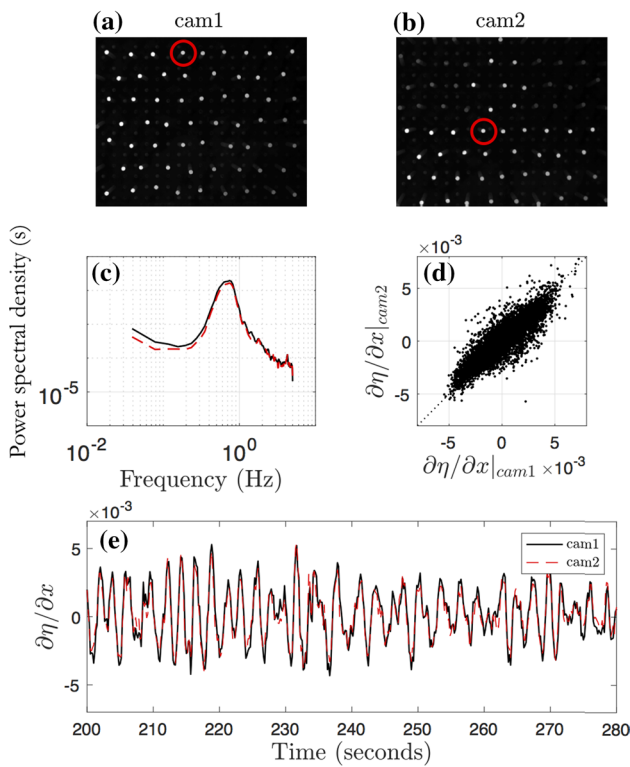 (a) cam1
(b) cam2
Power spectral density (s)
(c)
10^-5
10^-2 10^0
Frequency (Hz)
×10^-3
(d)
∂η/∂x|cam2
5
0
-5
-5 0 5
∂η/∂x|cam1 ×10^-3
×10^-3
(e)
cam1
cam2
∂η/∂x
5
0
-5
200 210 220 230 240 250 260 270 280
Time (seconds)